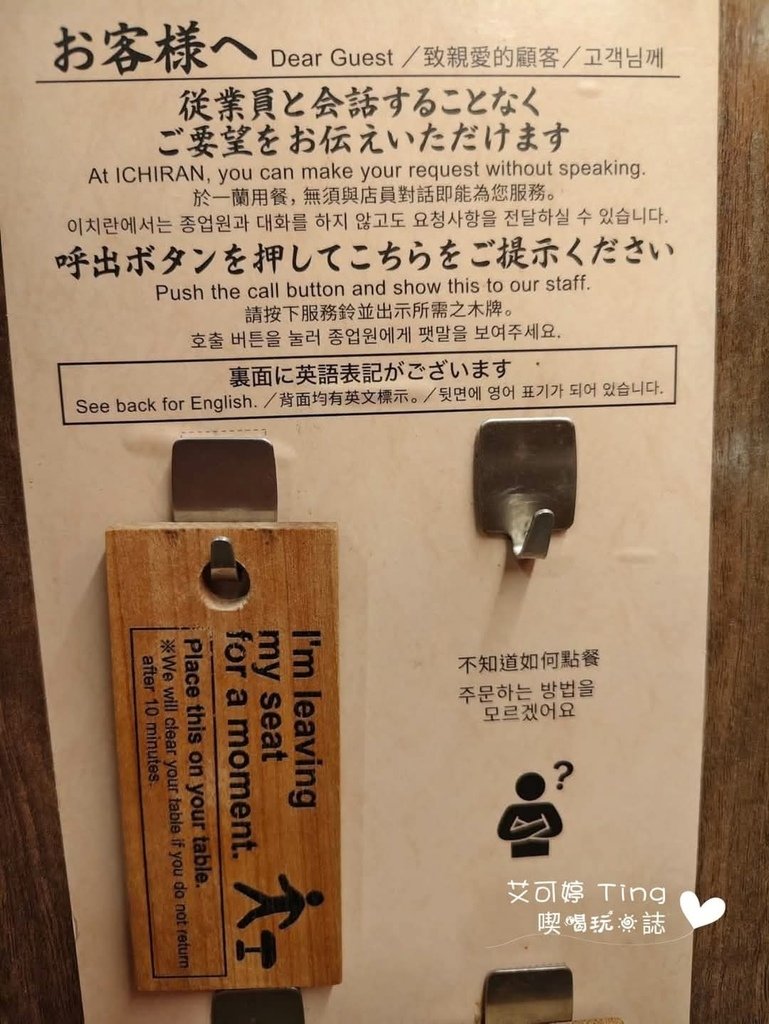 お客様へ Dear Guest ／致親愛的顧客／고객님께
従業員と会話することなく
ご要望をお伝えいただけます
At ICHIRAN, you can make your request without speaking.
於一蘭用餐，無須與店員對話即能為您服務。
이치란에서는 종업원과 대화를 하지 않고도 요청사항을 전달하실 수 있습니다.
呼出ボタンを押してこちらをご提示ください
Push the call button and show this to our staff.
請按下服務鈴並出示所需之木牌。
호출 버튼을 눌러 종업원에게 팻말을 보여주세요.
裏面に英語表記がございます
See back for English. ／背面均有英文標示。／뒷면에 영어 표기가 되어 있습니다.
I'm leaving
my seat
for a moment.
Place this on your table.
※We will clear your table if you do not return
after 10 minutes.
不知道如何點餐
주문하는 방법을
모르겠어요
?
艾可婷 Ting
喫喝玩誌